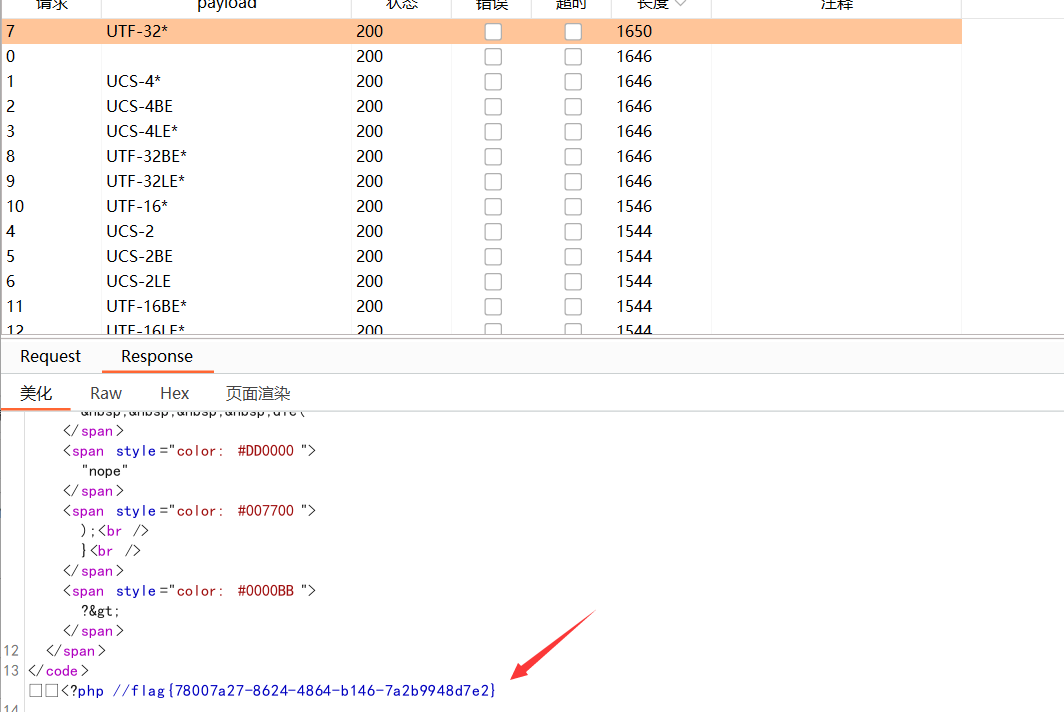 请求 payload 状态 错误 超时 长度 注释
7 UTF-32* 200 1650
0 200 1646
1 UCS-4* 200 1646
2 UCS-4BE 200 1646
3 UCS-4LE* 200 1646
8 UTF-32BE* 200 1646
9 UTF-32LE* 200 1646
10 UTF-16* 200 1546
4 UCS-2 200 1544
5 UCS-2BE 200 1544
6 UCS-2LE 200 1544
11 UTF-16BE* 200 1544
12 UTF-16LE* 200 1544
Request Response
美化 Raw Hex 页面渲染
&nbsp;&nbsp;&nbsp;&nbsp;die(
</span>
<span style="color: #DD0000 ">
"nope"
</span>
<span style="color: #007700 ">
);<br />
}<br />
</span>
<span style="color: #0000BB ">
?&gt;
</span>
12 </span>
13 </code>
□□<?php //flag{78007a27-8624-4864-b146-7a2b9948d7e2}
14